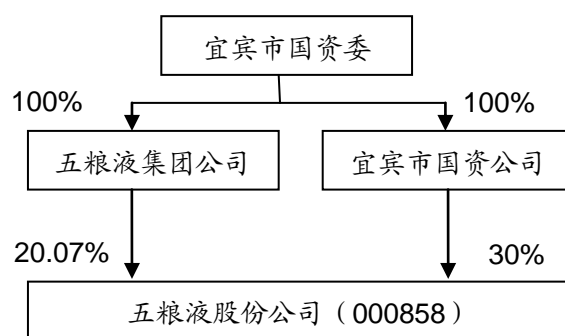 宜宾市国资委
100%
100%
五粮液集团公司
宜宾市国资公司
20.07%
30%
五粮液股份公司（000858）